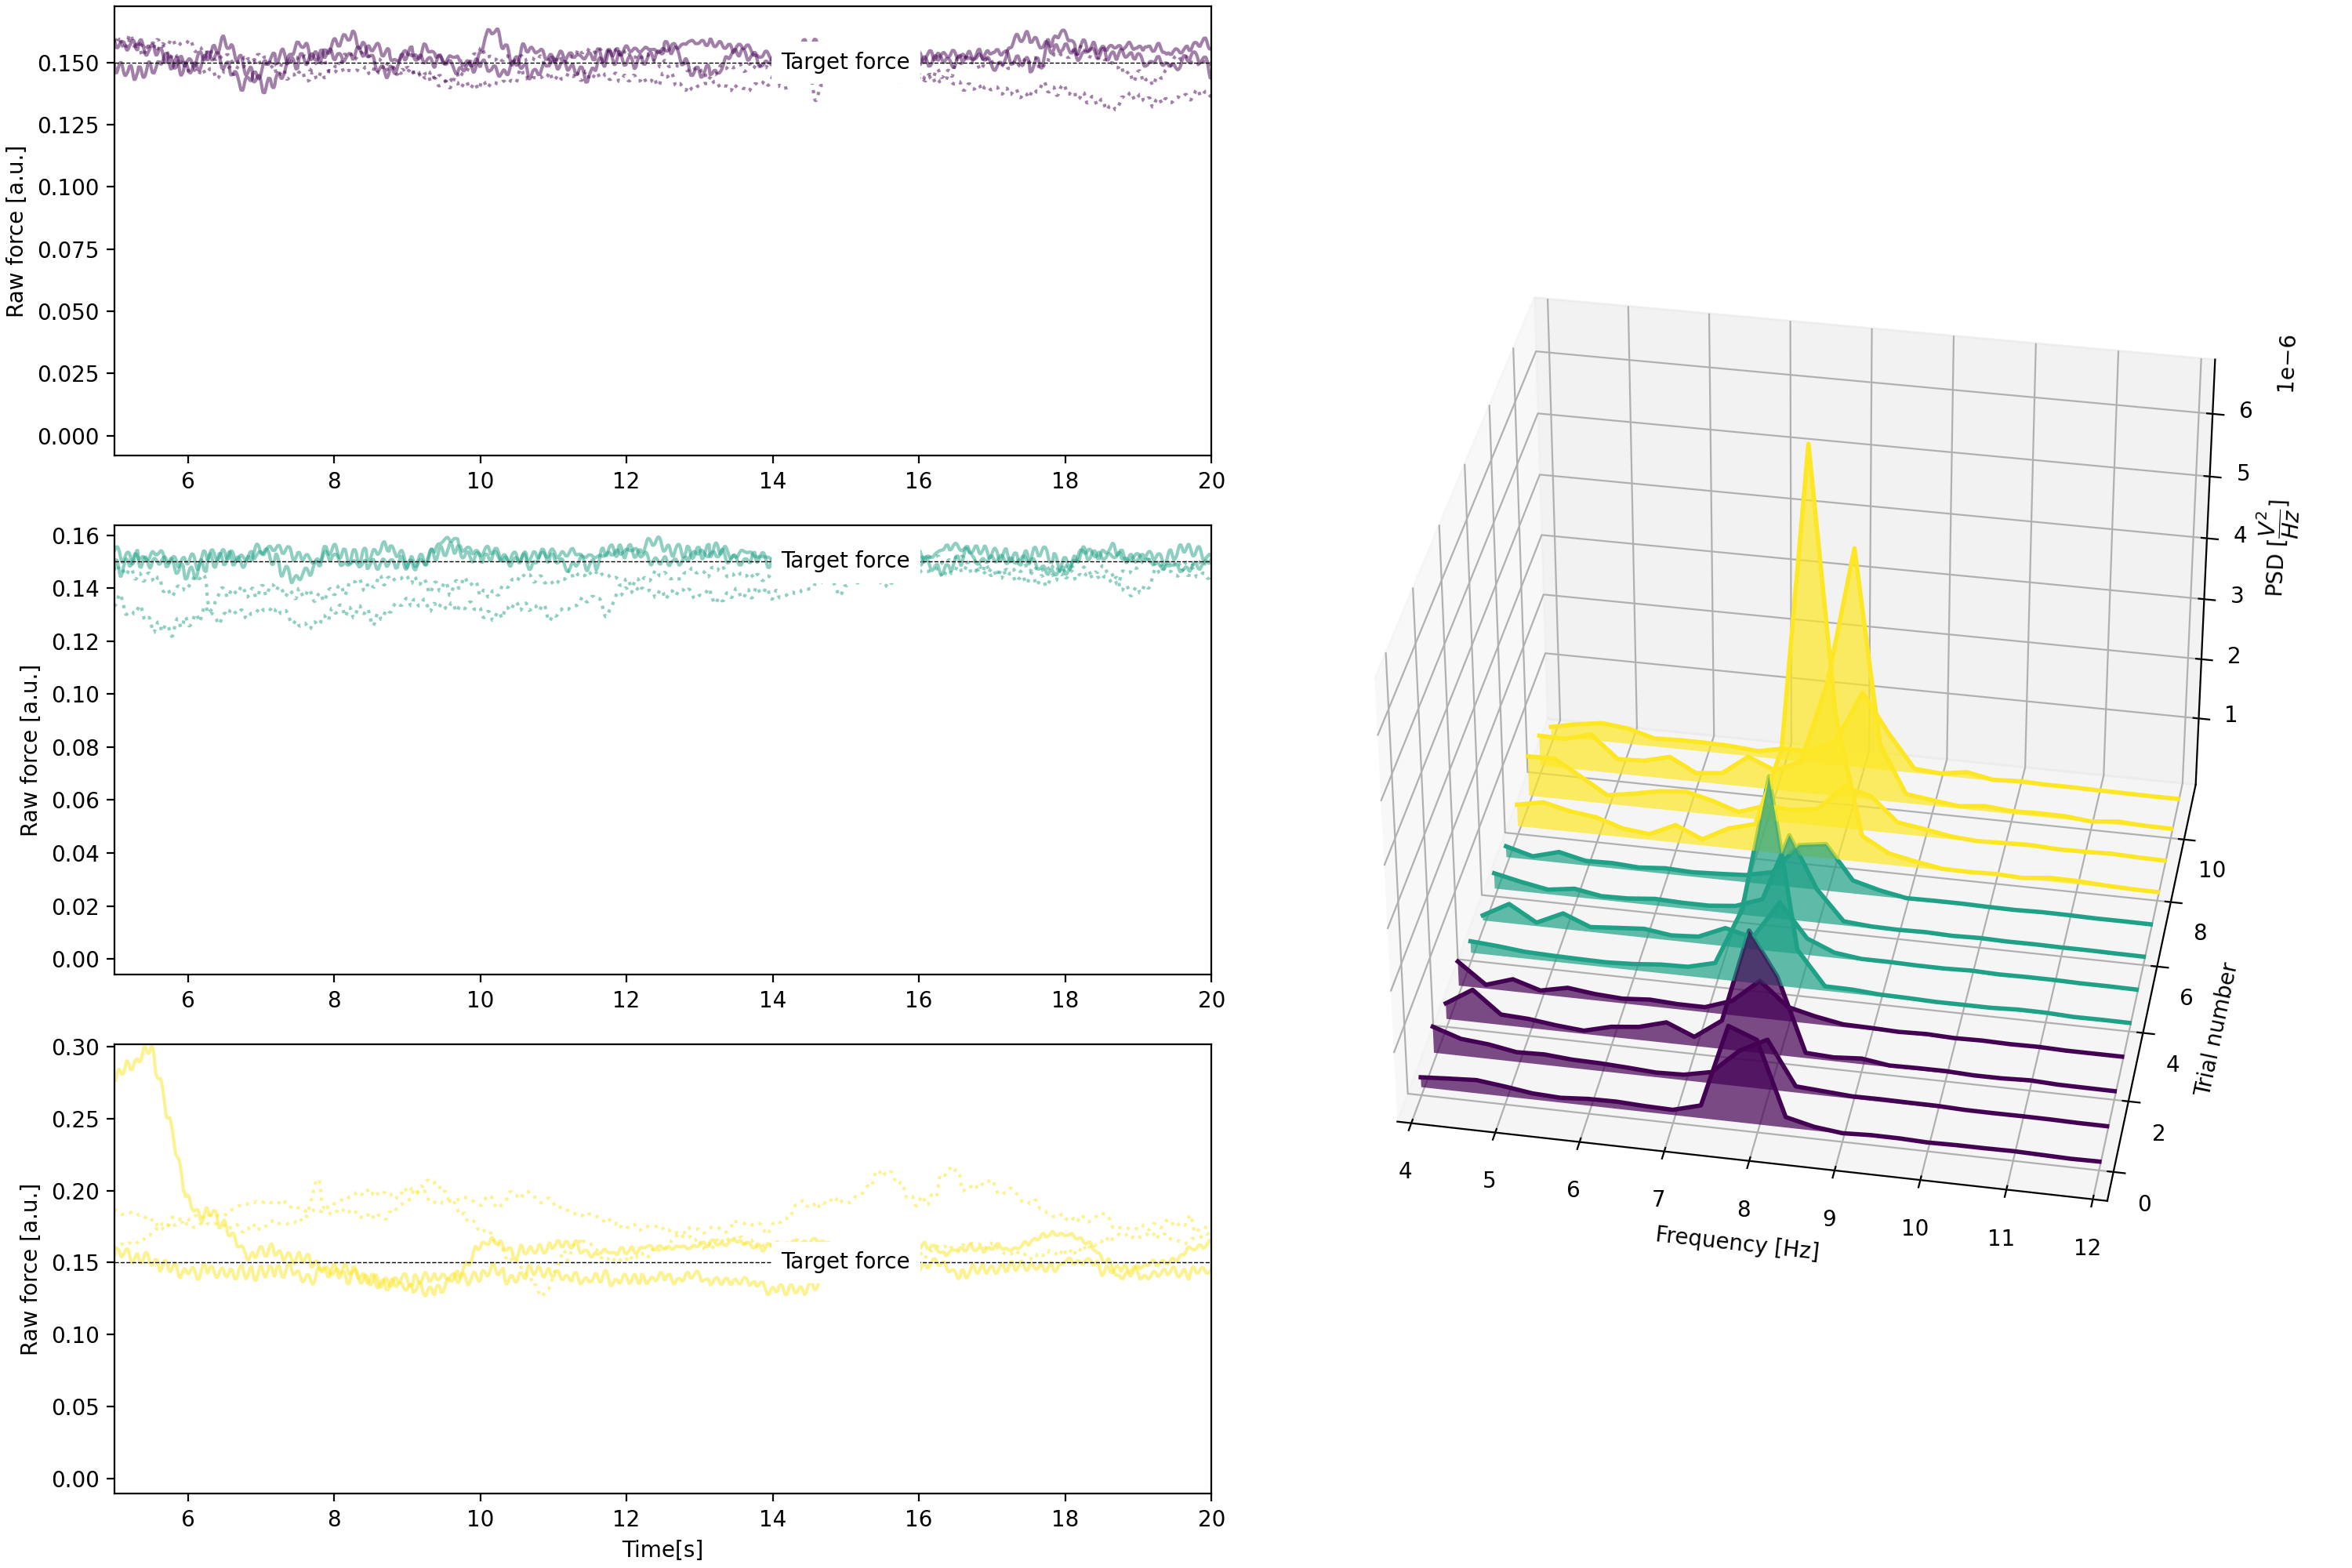 Raw force [a.u.]
0.150
0.125
0.100
0.075
0.050
0.025
0.000
Target force
6 8 10 12 14 16 18 20
Raw force [a.u.]
0.16
0.14
0.12
0.10
0.08
0.06
0.04
0.02
0.00
Target force
6 8 10 12 14 16 18 20
Raw force [a.u.]
0.30
0.25
0.20
0.15
0.10
0.05
0.00
Target force
6 8 10 12 14 16 18 20
Time[s]
1e−6
6
5
4
3
2
1
PSD [V²/Hz]
10
8
6
4
2
0
Trial number
4 5 6 7 8 9 10 11 12
Frequency [Hz]